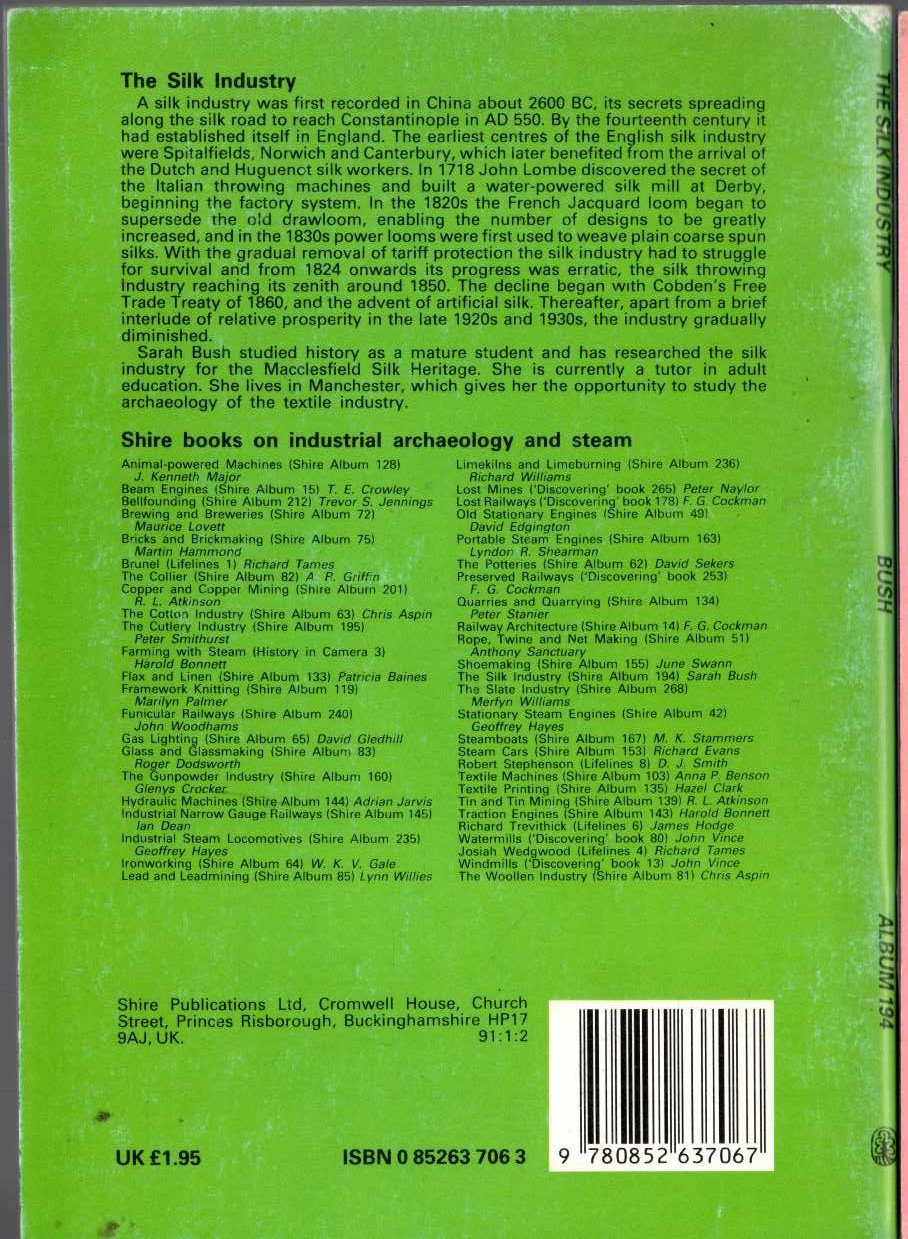 The Silk Industry
A silk industry was first recorded in China about 2600 BC, its secrets spreading
along the silk road to reach Constantinople in AD 550. By the fourteenth century it
had established itself in England. The earliest centres of the English silk industry
were Spitalfields, Norwich and Canterbury, which later benefited from the arrival of
the Dutch and Huguenot silk workers. In 1718 John Lombe discovered the secret of
the Italian throwing machines and built a water-powered silk mill at Derby,
beginning the factory system. In the 1820s the French Jacquard loom began to
supersede the old drawloom, enabling the number of designs to be greatly
increased, and in the 1830s power looms were first used to weave plain coarse spun
silks. With the gradual removal of tariff protection the silk industry had to struggle
for survival and from 1824 onwards its progress was erratic, the silk throwing
industry reaching its zenith around 1850. The decline began with Cobden's Free
Trade Treaty of 1860, and the advent of artificial silk. Thereafter, apart from a brief
interlude of relative prosperity in the late 1920s and 1930s, the industry gradually
diminished.
Sarah Bush studied history as a mature student and has researched the silk
industry for the Macclesfield Silk Heritage. She is currently a tutor in adult
education. She lives in Manchester, which gives her the opportunity to study the
archaeology of the textile industry.
Shire books on industrial archaeology and steam
Animal-powered Machines (Shire Album 128)
J. Kenneth Major
Beam Engines (Shire Album 15) T. E. Crowley
Bellfounding (Shire Album 212) Trevor S. Jennings
Brewing and Breweries (Shire Album 72)
Maurice Lovett
Bricks and Brickmaking (Shire Album 75)
Martin Hammond
Brunel (Lifelines 1) Richard Tames
The Collier (Shire Album 82) A. R. Griffin
Copper and Copper Mining (Shire Album 201)
R. L. Atkinson
The Cotton Industry (Shire Album 63) Chris Aspin
The Cutlery Industry (Shire Album 195)
Peter Smithurst
Farming with Steam (History in Camera 3)
Harold Bonnett
Flax and Linen (Shire Album 133) Patricia Baines
Framework Knitting (Shire Album 119)
Marilyn Palmer
Funicular Railways (Shire Album 240)
John Woodhams
Gas Lighting (Shire Album 65) David Gledhill
Glass and Glassmaking (Shire Album 83)
Roger Dodsworth
The Gunpowder Industry (Shire Album 160)
Glenys Crocker
Hydraulic Machines (Shire Album 144) Adrian Jarvis
Industrial Narrow Gauge Railways (Shire Album 145)
Ian Dean
Industrial Steam Locomotives (Shire Album 235)
Geoffrey Hayes
Ironworking (Shire Album 64) W. K. V. Gale
Lead and Leadmining (Shire Album 85) Lynn Willies
Limekilns and Limeburning (Shire Album 236)
Richard Williams
Lost Mines ('Discovering' book 265) Peter Naylor
Lost Railways ('Discovering' book 178) F. G. Cockman
Old Stationary Engines (Shire Album 49)
David Edgington
Portable Steam Engines (Shire Album 163)
Lyndon R. Shearman
The Potteries (Shire Album 62) David Sekers
Preserved Railways ('Discovering' book 253)
F. G. Cockman
Quarries and Quarrying (Shire Album 134)
Peter Stanier
Railway Architecture (Shire Album 14) F. G. Cockman
Rope, Twine and Net Making (Shire Album 51)
Anthony Sanctuary
Shoemaking (Shire Album 155) June Swann
The Silk Industry (Shire Album 194) Sarah Bush
The Slate Industry (Shire Album 268)
Merfyn Williams
Stationary Steam Engines (Shire Album 42)
Geoffrey Hayes
Steamboats (Shire Album 167) M. K. Stammers
Steam Cars (Shire Album 153) Richard Evans
Robert Stephenson (Lifelines 8) D. J. Smith
Textile Machines (Shire Album 103) Anna P. Benson
Textile Printing (Shire Album 135) Hazel Clark
Tin and Tin Mining (Shire Album 139) R. L. Atkinson
Traction Engines (Shire Album 143) Harold Bonnett
Richard Trevithick (Lifelines 6) James Hodge
Watermills ('Discovering' book 80) John Vince
Josiah Wedgwood (Lifelines 4) Richard Tames
Windmills ('Discovering' book 13) John Vince
The Woollen Industry (Shire Album 81) Chris Aspin
Shire Publications Ltd, Cromwell House, Church
Street, Princes Risborough, Buckinghamshire HP17
9AJ, UK. 91:1:2
UK £1.95 ISBN 0 85263 706 3
9 780852 637067
THE SILK INDUSTRY BUSH ALBUM 194